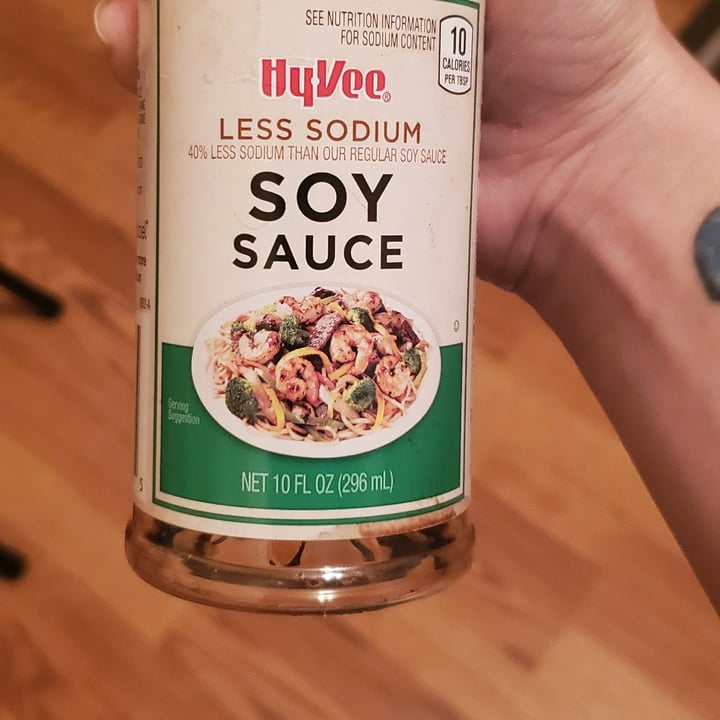 SEE NUTRITION INFORMATION
FOR SODIUM CONTENT
10
CALORIES
PER TBSP
HyVee®
LESS SODIUM
40% LESS SODIUM THAN OUR REGULAR SOY SAUCE
SOY
SAUCE
Serving
Suggestion
NET 10 FL OZ (296 mL)